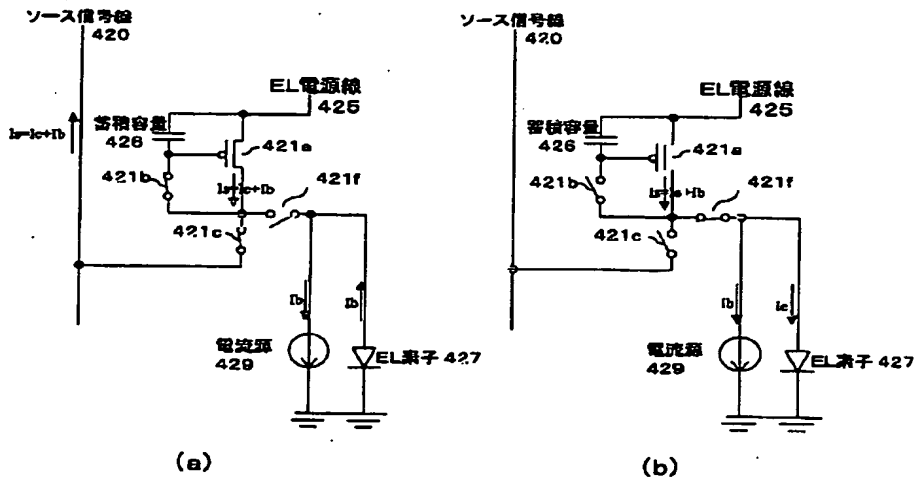 ソース信号線
420
EL電源線
425
Is=Ic+Ib
蓄積容量
426
421a
421b
Is=Ic+Ib
421f
421c
Ib
Ib
電流源
429
EL素子 427
(a)
ソース信号線
420
EL電源線
425
蓄積容量
426
421a
421b
Is=Ic+Ib
421f
421c
Ib
Ic
電流源
429
EL素子 427
(b)